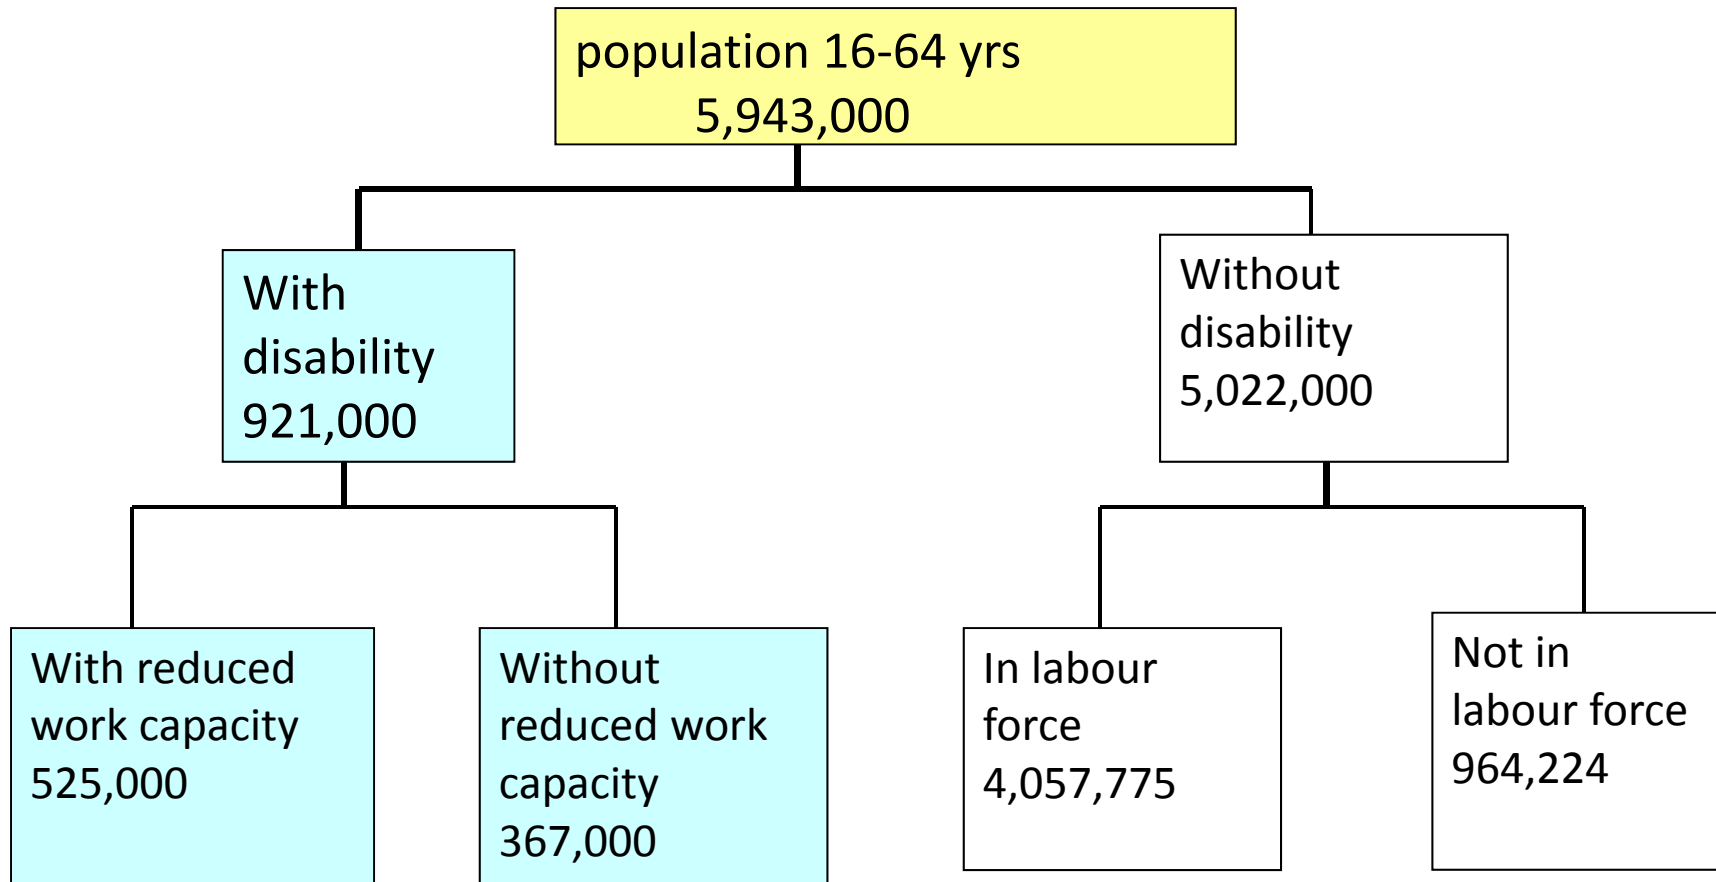 population 16-64 yrs
5,943,000
With
disability
921,000
Without
disability
5,022,000
With reduced
work capacity
525,000
Without
reduced work
capacity
367,000
In labour
force
4,057,775
Not in
labour force
964,224